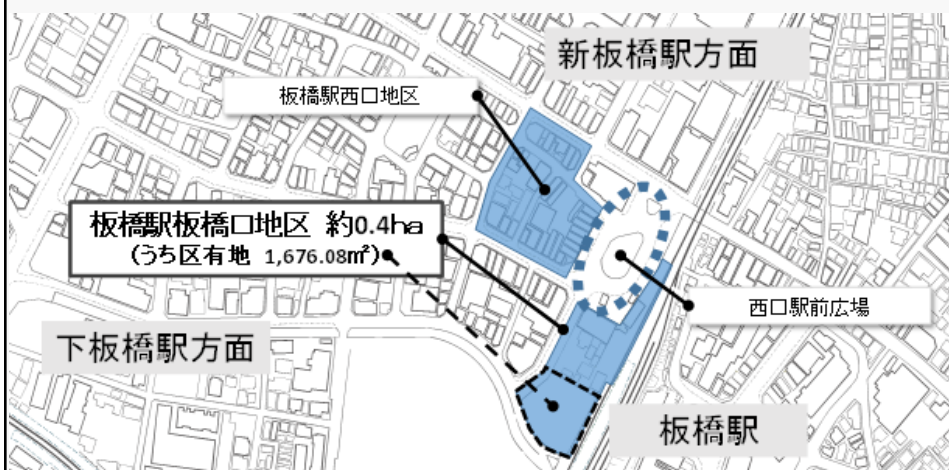 新板橋駅方面
板橋駅西口地区
板橋駅板橋口地区 約0.4ha
(うち区有地 1,676.08㎡)
西口駅前広場
下板橋駅方面
板橋駅